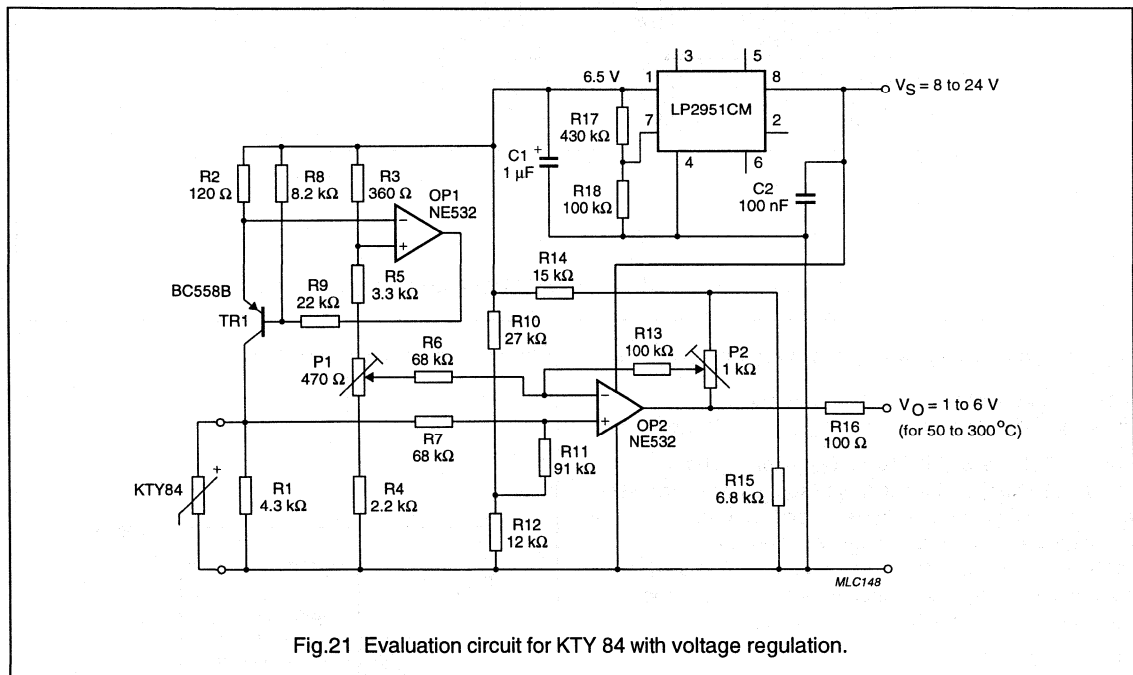 3
5
6.5 V
1
8
LP2951CM
VS = 8 to 24 V
R17
430 kΩ
7
2
C1
1 µF
+
4
6
R18
100 kΩ
C2
100 nF
R2
120 Ω
R8
8.2 kΩ
R3
360 Ω
OP1
NE532
−
+
R14
15 kΩ
BC558B
TR1
R9
22 kΩ
R5
3.3 kΩ
R10
27 kΩ
R13
100 kΩ
P2
1 kΩ
P1
470 Ω
R6
68 kΩ
−
+
OP2
NE532
VO = 1 to 6 V
(for 50 to 300°C)
R16
100 Ω
R7
68 kΩ
R11
91 kΩ
KTY84
+
R1
4.3 kΩ
R4
2.2 kΩ
R12
12 kΩ
R15
6.8 kΩ
MLC148
Fig.21 Evaluation circuit for KTY 84 with voltage regulation.